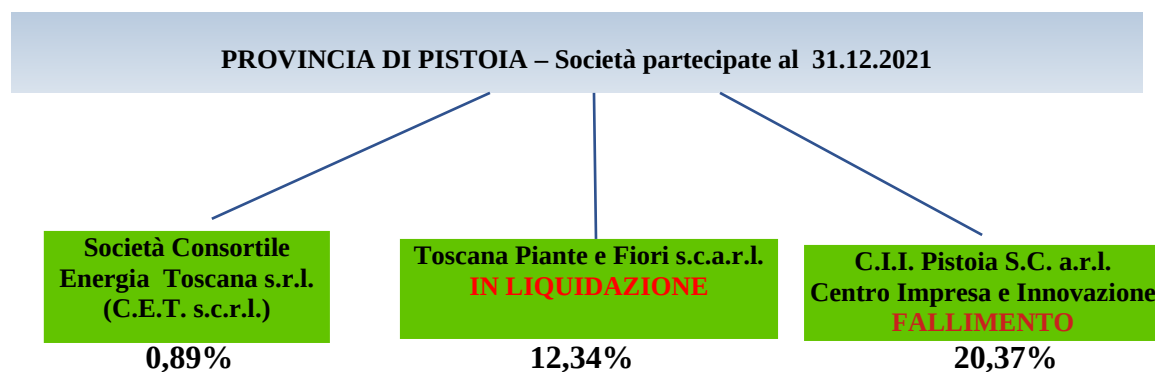 PROVINCIA DI PISTOIA – Società partecipate al 31.12.2021
Società Consortile
Energia Toscana s.r.l.
(C.E.T. s.c.r.l.)
0,89%
Toscana Piante e Fiori s.c.a.r.l.
IN LIQUIDAZIONE
12,34%
C.I.I. Pistoia S.C. a.r.l.
Centro Impresa e Innovazione
FALLIMENTO
20,37%